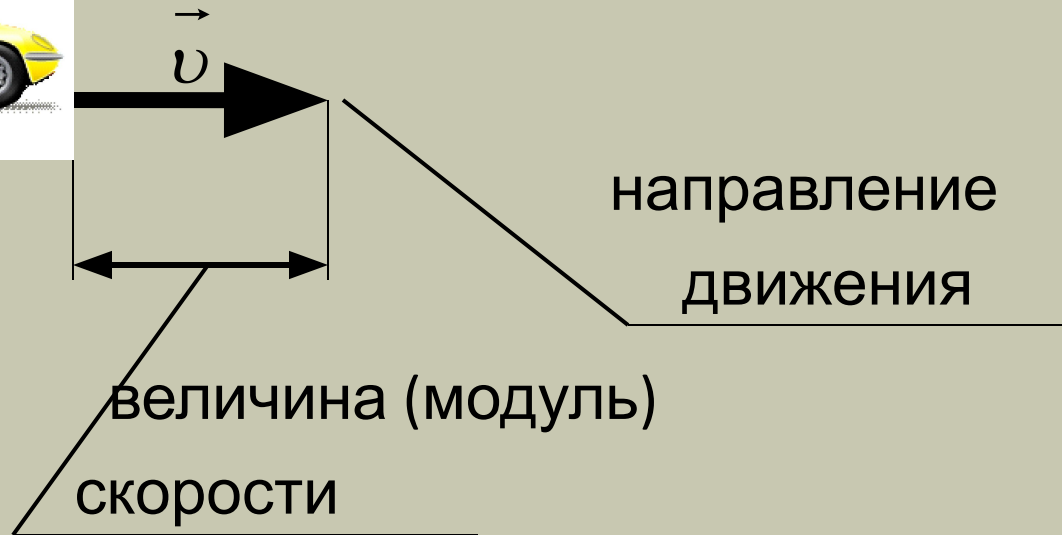 υ⃗
направление
движения
величина (модуль)
скорости